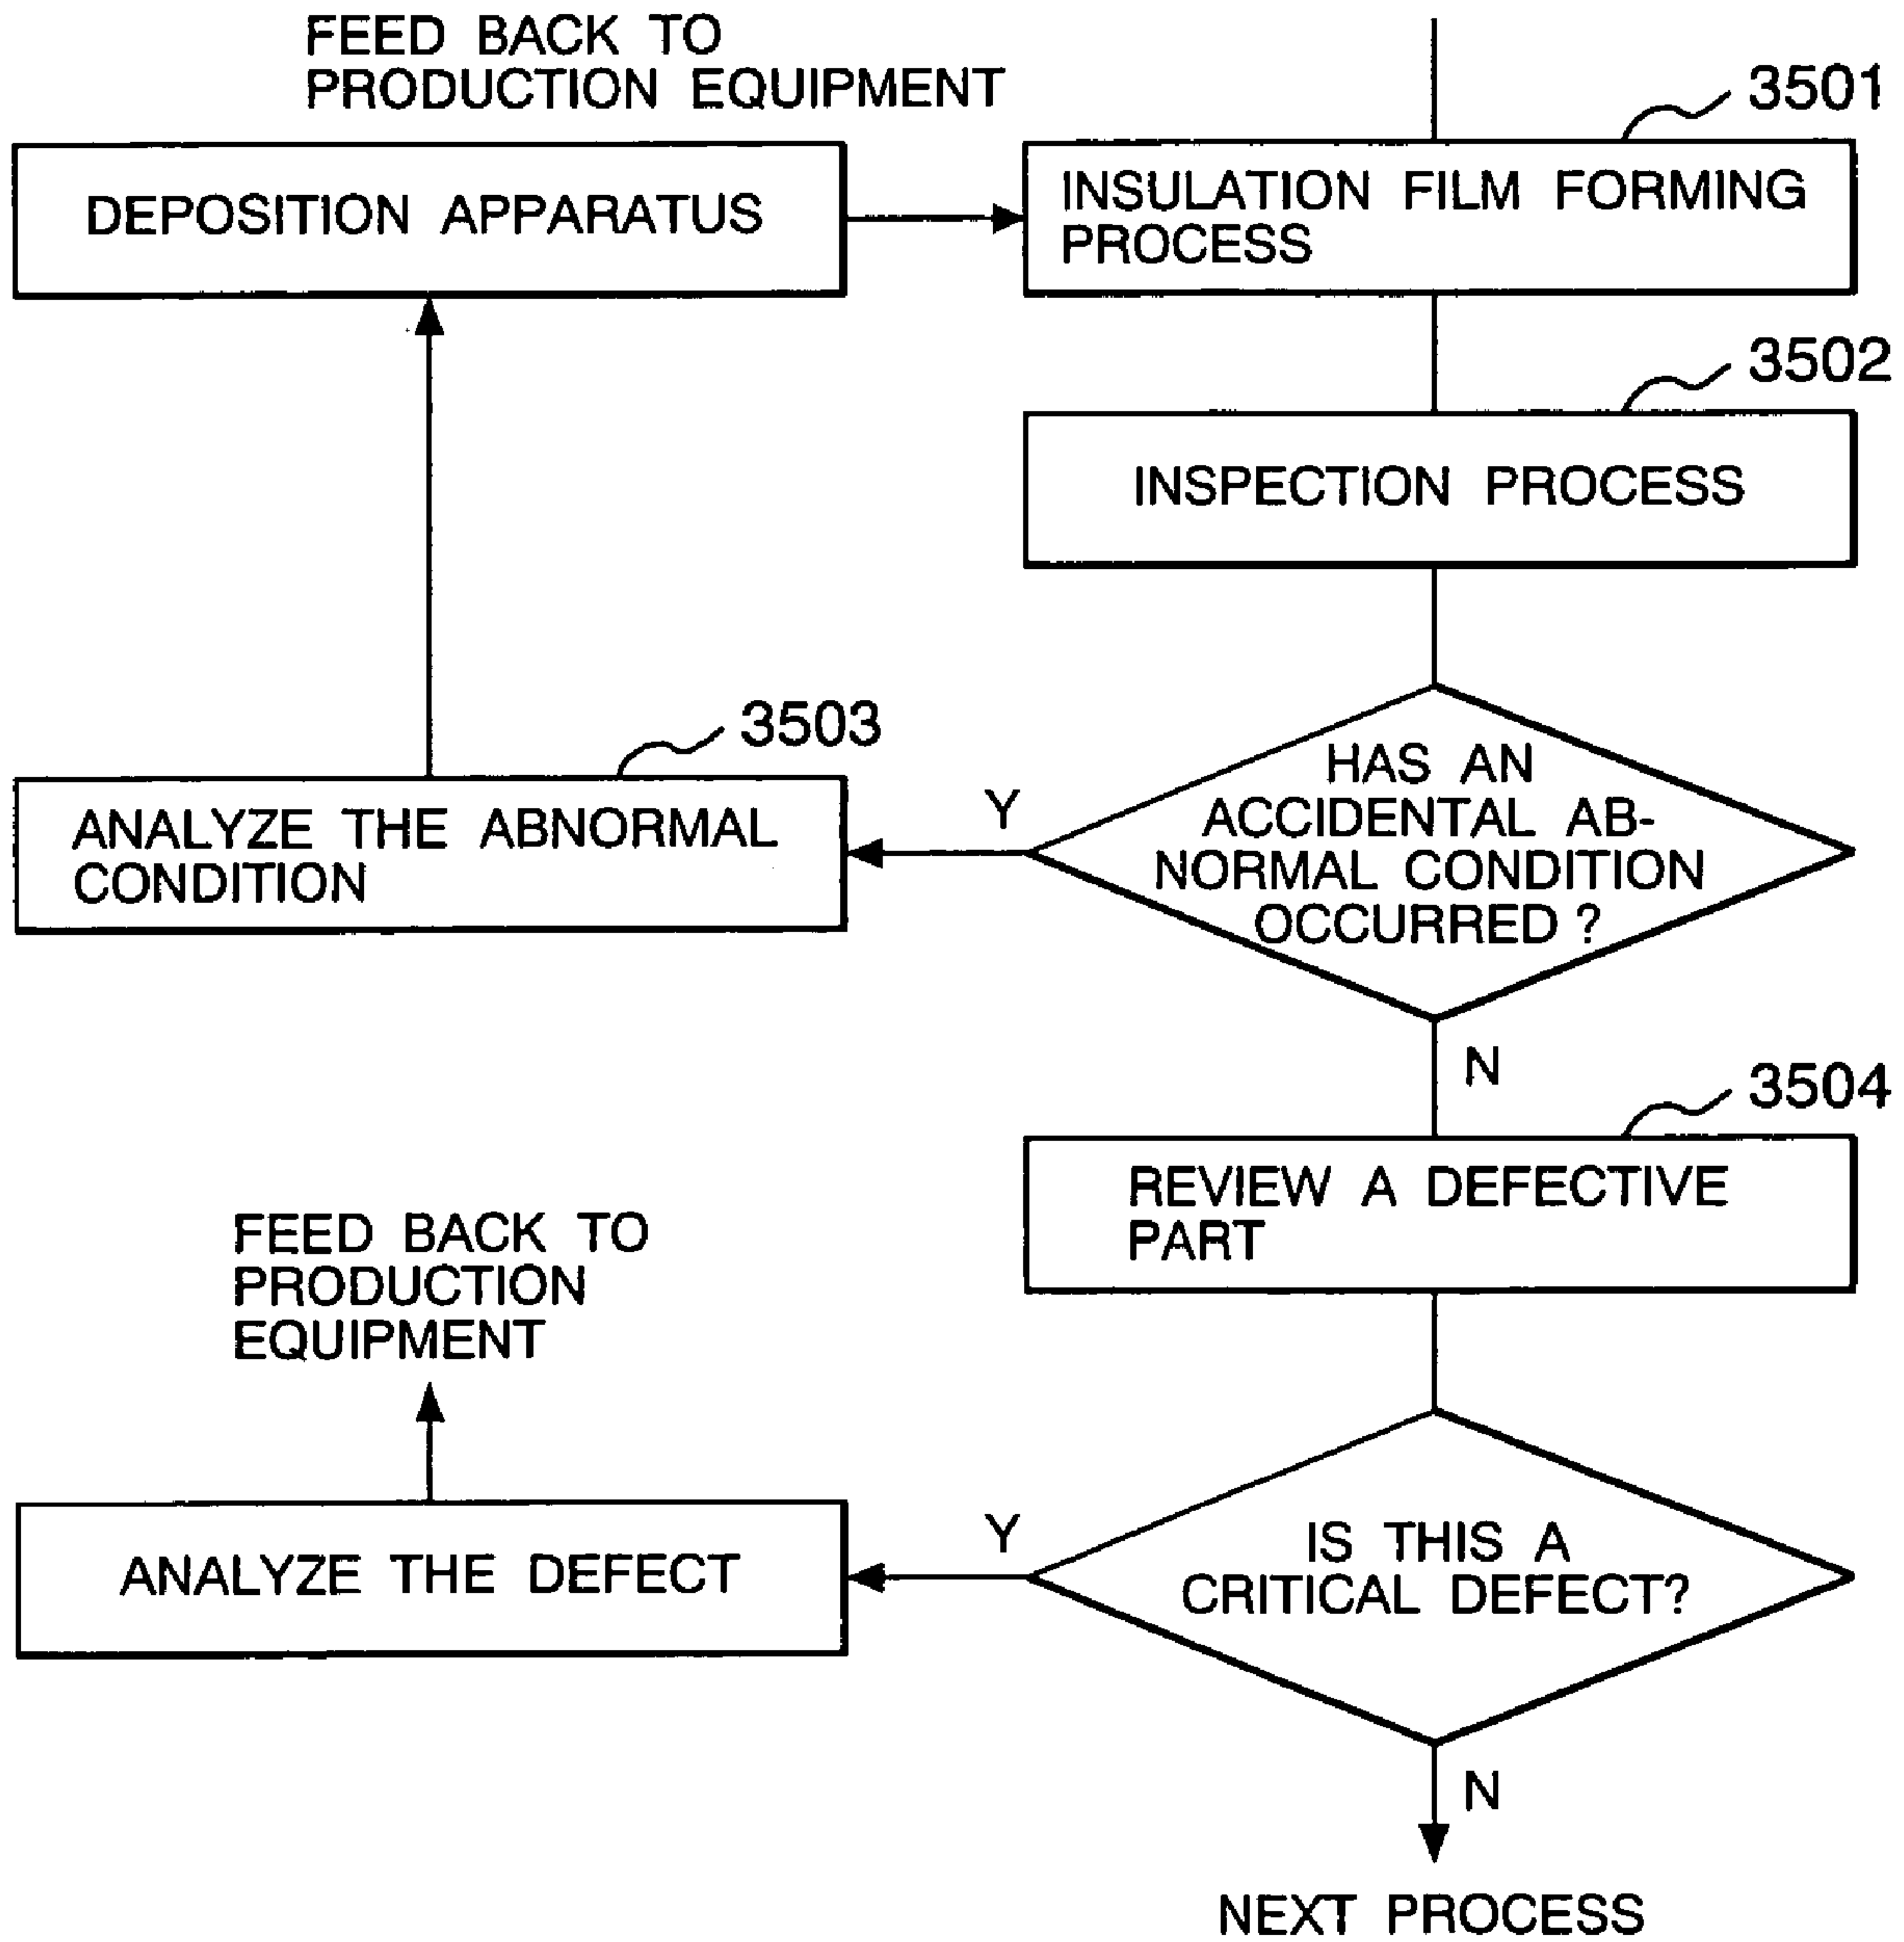 FEED BACK TO
PRODUCTION EQUIPMENT
3501
DEPOSITION APPARATUS
INSULATION FILM FORMING
PROCESS
3502
INSPECTION PROCESS
3503
HAS AN
ACCIDENTAL AB-
NORMAL CONDITION
OCCURRED ?
Y
ANALYZE THE ABNORMAL
CONDITION
N
3504
REVIEW A DEFECTIVE
PART
FEED BACK TO
PRODUCTION
EQUIPMENT
Y
IS THIS A
CRITICAL DEFECT?
ANALYZE THE DEFECT
N
NEXT PROCESS